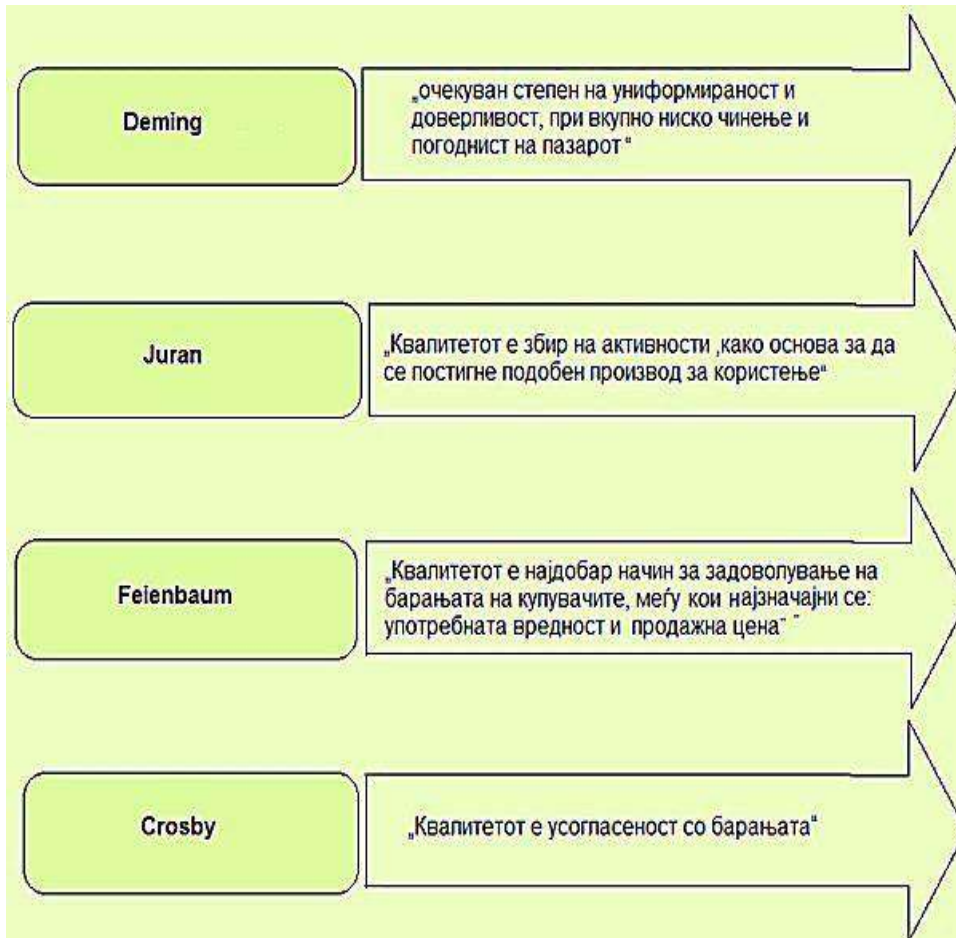 Deming
„очекуван степен на униформираност и
доверливост, при вкупно ниско чинење и
погоднист на пазарот “
Juran
„Квалитетот е збир на активности ,како основа за да
се постигне подобен производ за користење“
Feienbaum
„Квалитетот е најдобар начин за задоволување на
барањата на купувачите, меѓу кои најзначајни се:
употребната вредност и продажна цена“
Crosby
„Квалитетот е усогласеност со барањата“